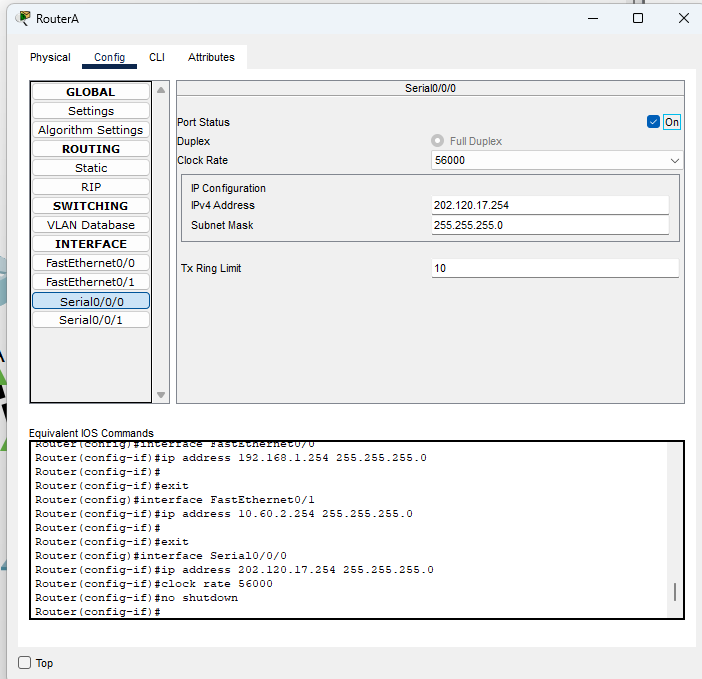 RouterA
Physical Config CLI Attributes
GLOBAL
Settings
Algorithm Settings
ROUTING
Static
RIP
SWITCHING
VLAN Database
INTERFACE
FastEthernet0/0
FastEthernet0/1
Serial0/0/0
Serial0/0/1
Serial0/0/0
Port Status On
Duplex Full Duplex
Clock Rate 56000
IP Configuration
IPv4 Address 202.120.17.254
Subnet Mask 255.255.255.0
Tx Ring Limit 10
Equivalent IOS Commands
Router(config)#interface FastEthernet0/0
Router(config-if)#ip address 192.168.1.254 255.255.255.0
Router(config-if)#
Router(config-if)#exit
Router(config)#interface FastEthernet0/1
Router(config-if)#ip address 10.60.2.254 255.255.255.0
Router(config-if)#
Router(config-if)#exit
Router(config)#interface Serial0/0/0
Router(config-if)#ip address 202.120.17.254 255.255.255.0
Router(config-if)#clock rate 56000
Router(config-if)#no shutdown
Router(config-if)#
Top